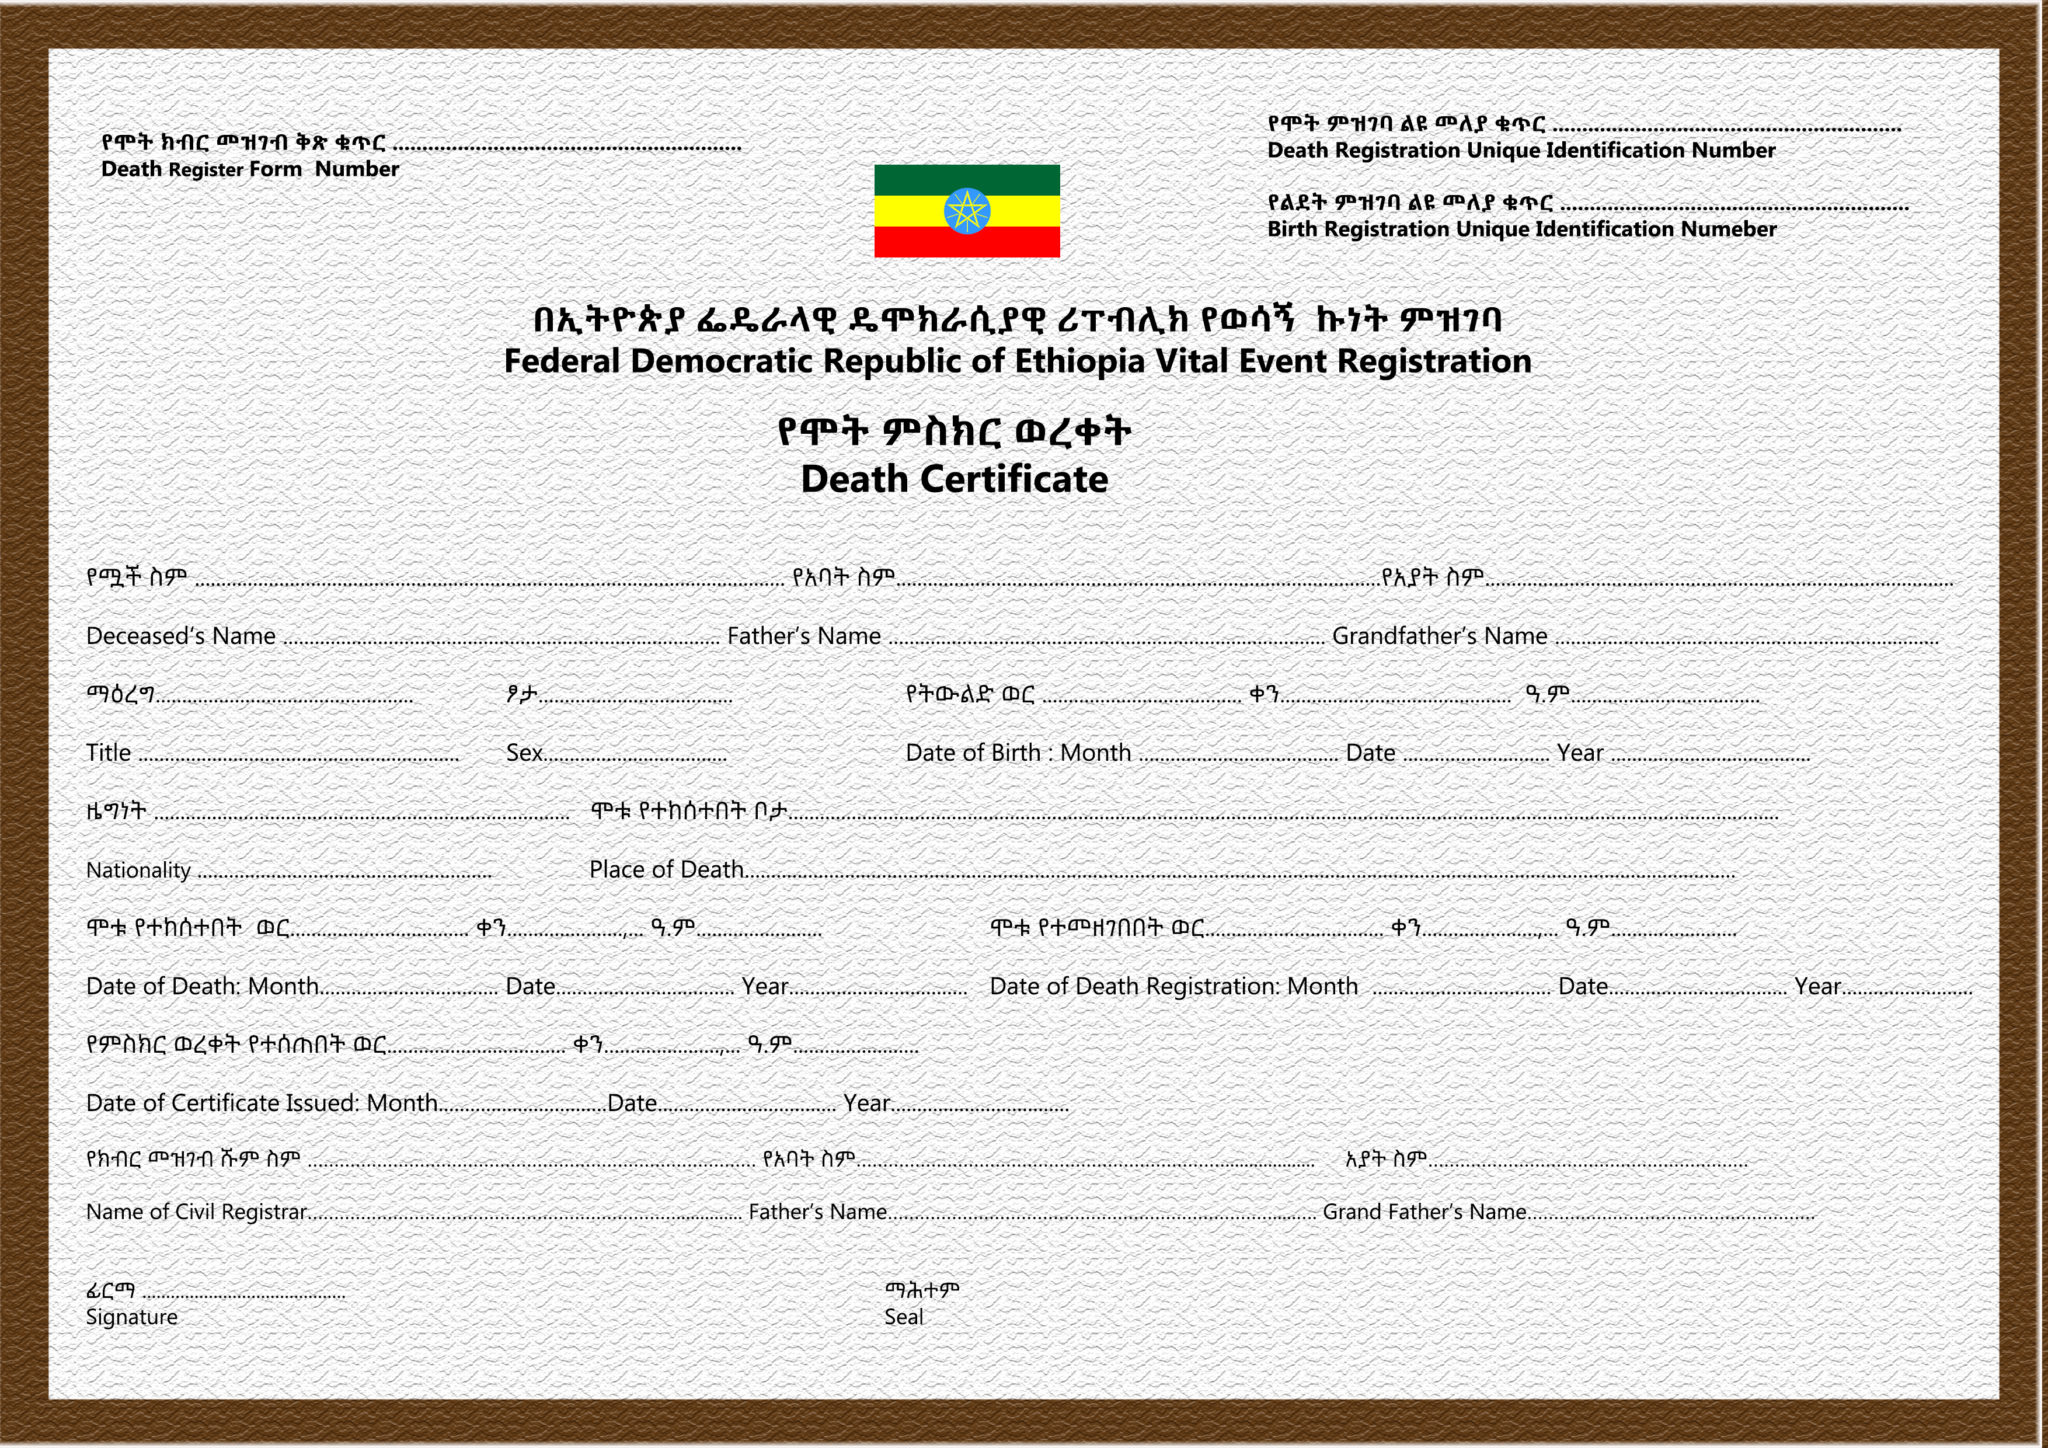 የሞት ክብር መዝገብ ቅጽ ቁጥር ..........................................................
Death Register Form  Number
የሞት ምዝገባ ልዩ መለያ ቁጥር ..........................................................
Death Registration Unique Identification Number
የልደት ምዝገባ ልዩ መለያ ቁጥር ..........................................................
Birth Registration Unique Identification Numeber
በኢትዮጵያ ፌዴራላዊ ዴሞክራሲያዊ ሪፐብሊክ የወሳኝ  ኩነት ምዝገባ
Federal Democratic Republic of Ethiopia Vital Event Registration
የሞት ምስክር ወረቀት
Death Certificate
የሟች ስም .......................................... የአባት ስም.......................................... የአያት ስም..........................................
Deceased’s Name .......................................... Father’s Name .......................................... Grandfather’s Name ..........................................
ማዕረግ.............................. ፆታ.............................. የትውልድ ወር .............................. ቀን.............................. ዓ.ም..............................
Title .............................. Sex.............................. Date of Birth : Month .............................. Date .............................. Year ..............................
ዜግነት .......................................... ሞቱ የተከሰተበት ቦታ..........................................
Nationality .......................................... Place of Death..........................................
ሞቱ የተከሰተበት  ወር.............................. ቀን......................,... ዓ.ም........................ ሞቱ የተመዘገበበት ወር.............................. ቀን......................,... ዓ.ም........................
Date of Death: Month.............................. Date.............................. Year.............................. Date of Death Registration: Month  .............................. Date.............................. Year.........................
የምስክር ወረቀት የተሰጠበት ወር.............................. ቀን......................,... ዓ.ም........................
Date of Certificate Issued: Month..............................Date.............................. Year..............................
የክብር መዝገብ ሹም ስም .......................................... የአባት ስም.......................................... አያት ስም..........................................
Name of Civil Registrar.......................................... Father’s Name.......................................... Grand Father’s Name..........................................
ፊርማ ..........................................
Signature
ማሕተም
Seal